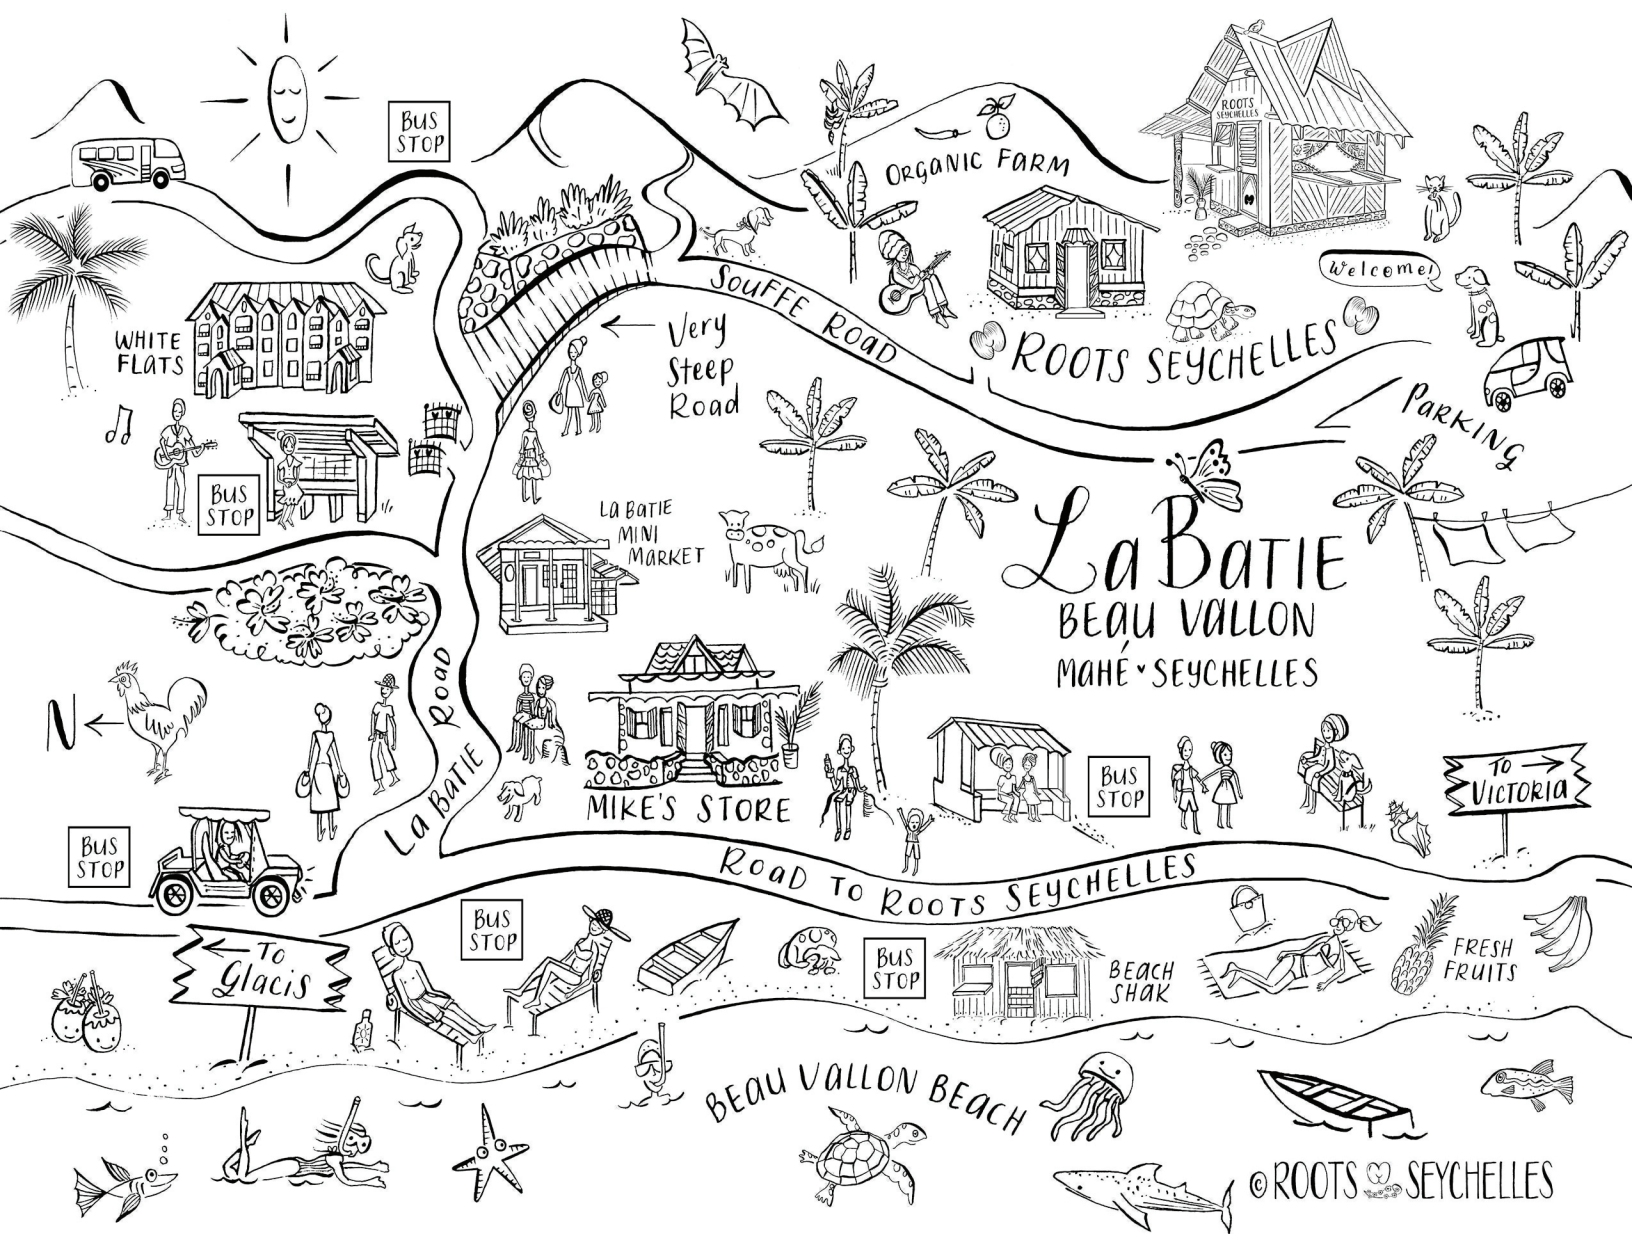 BUS
STOP
ROOTS
SEYCHELLES
ORGANIC FARM
Welcome!
SOUFFE ROAD
WHITE
FLATS
Very
Steep
Road
ROOTS SEYCHELLES
PARKING
BUS
STOP
LA BATIE
MINI
MARKET
La BATIE
BEAU VALLON
MAHÉ SEYCHELLES
N
La BATIE ROAD
MIKE'S STORE
BUS
STOP
TO
VICTORIA
BUS
STOP
ROAD TO ROOTS SEYCHELLES
BUS
STOP
TO
Glacis
BUS
STOP
BEACH
SHAK
FRESH
FRUITS
BEAU VALLON BEACH
© ROOTS SEYCHELLES